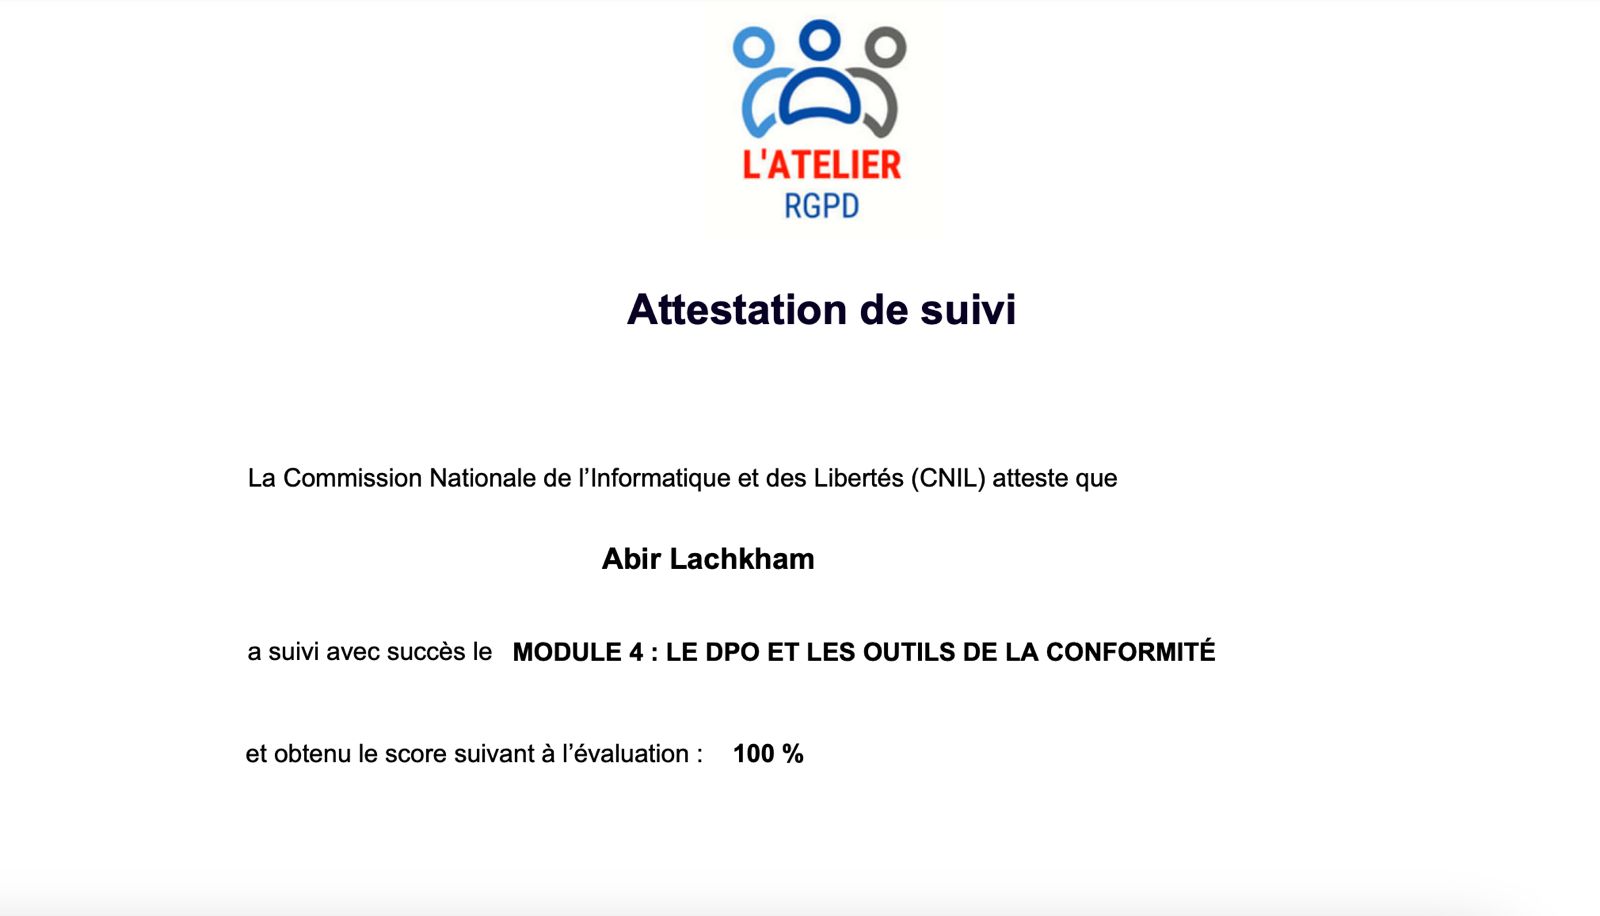 L'ATELIER
RGPD
Attestation de suivi
La Commission Nationale de l’Informatique et des Libertés (CNIL) atteste que
Abir Lachkham
a suivi avec succès le MODULE 4 : LE DPO ET LES OUTILS DE LA CONFORMITÉ
et obtenu le score suivant à l’évaluation : 100 %